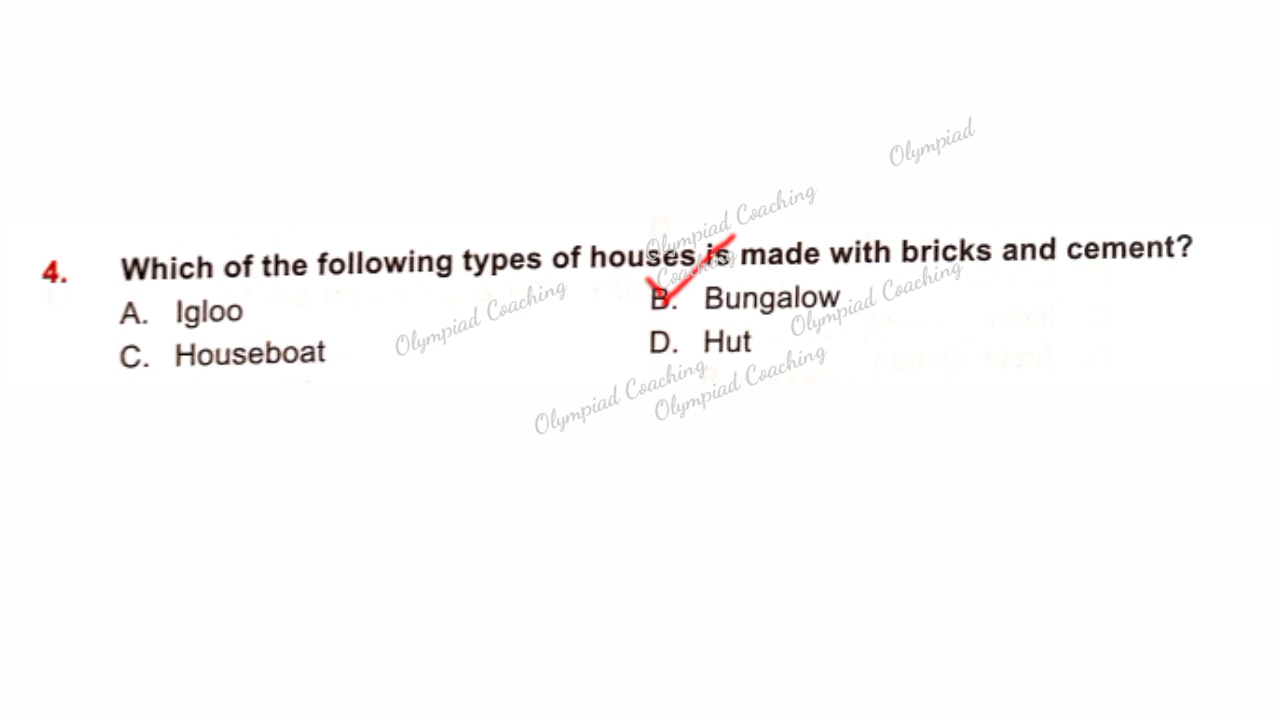 Olympiad
Olympiad Coaching
4. Which of the following types of houses is made with bricks and cement?
Coaching
A. Igloo B. Bungalow
Olympiad Coaching Olympiad Coaching
C. Houseboat D. Hut
Olympiad Coaching Olympiad Coaching